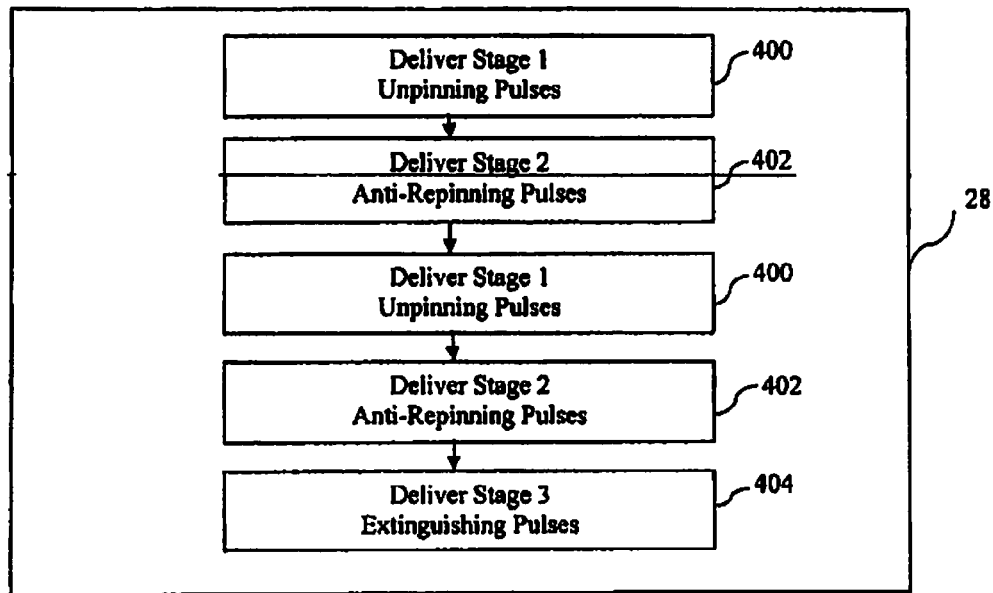 Deliver Stage 1
Unpinning Pulses
400
Deliver Stage 2
Anti-Repinning Pulses
402
28
Deliver Stage 1
Unpinning Pulses
400
Deliver Stage 2
Anti-Repinning Pulses
402
Deliver Stage 3
Extinguishing Pulses
404